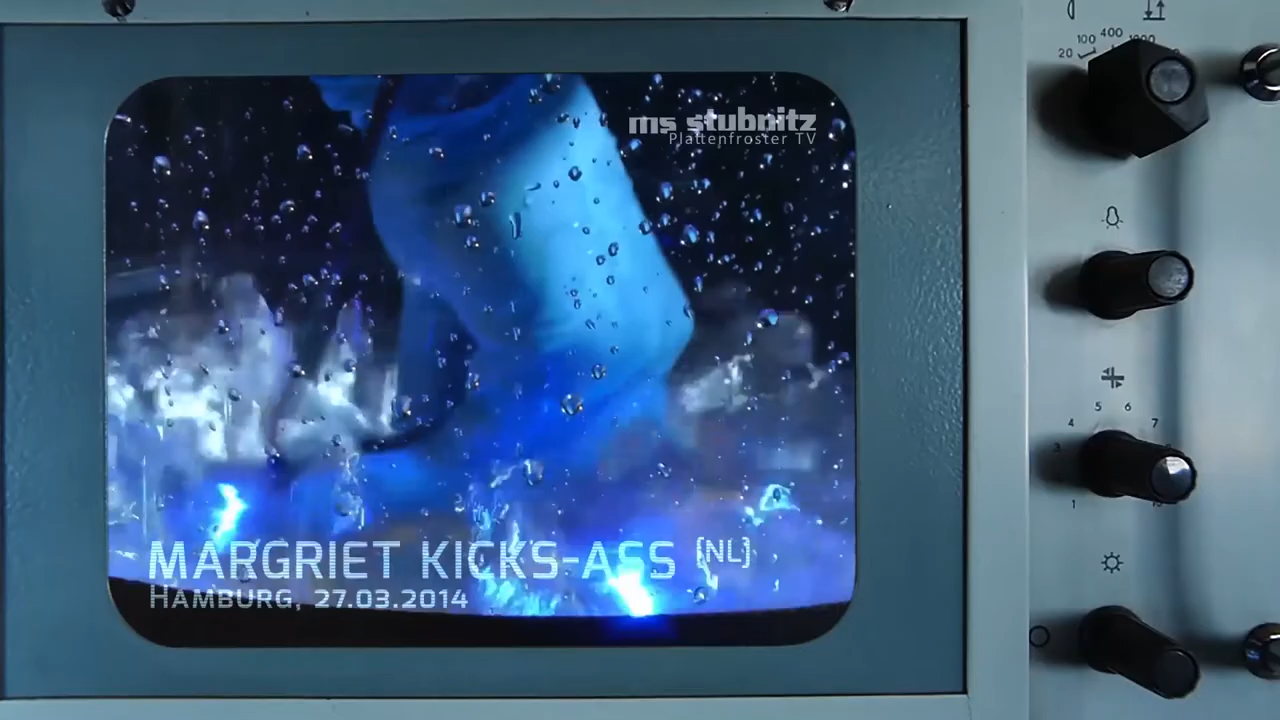 20 100 400 1000
ms stubnitz
Plattenfroster TV
5 6
4 7
3
1
MARGRIET KICKS-ASS [NL]
HAMBURG, 27.03.2014